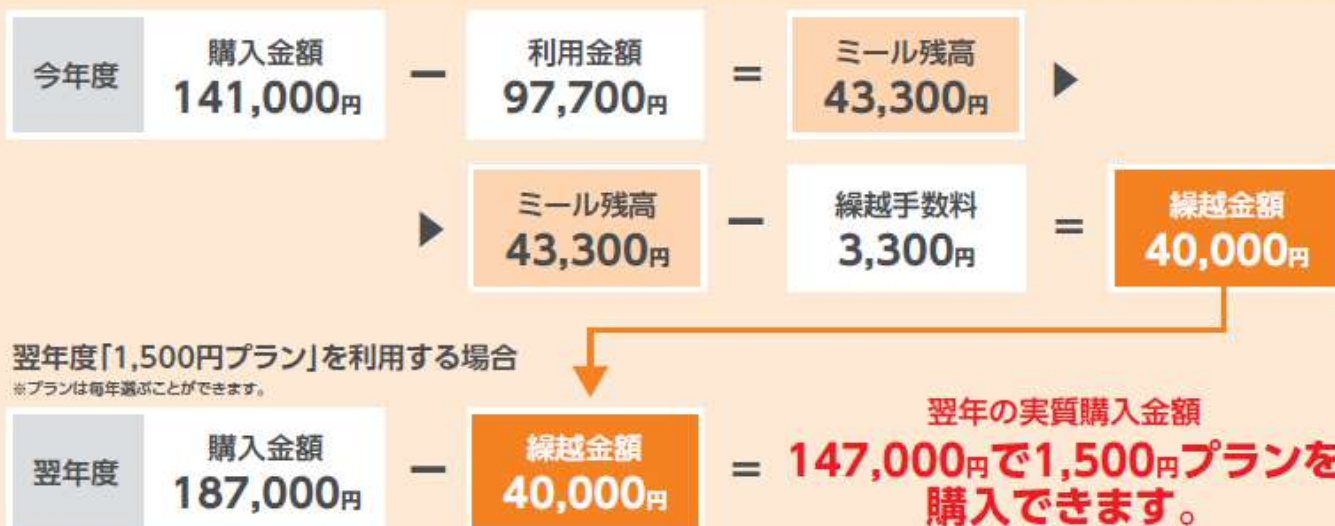 今年度
購入金額
141,000円
－
利用金額
97,700円
＝
ミール残高
43,300円
▶
▶
ミール残高
43,300円
－
繰越手数料
3,300円
＝
繰越金額
40,000円
翌年度「1,500円プラン」を利用する場合
※プランは毎年選ぶことができます。
翌年度
購入金額
187,000円
－
繰越金額
40,000円
＝
翌年の実質購入金額
147,000円で1,500円プランを
購入できます。